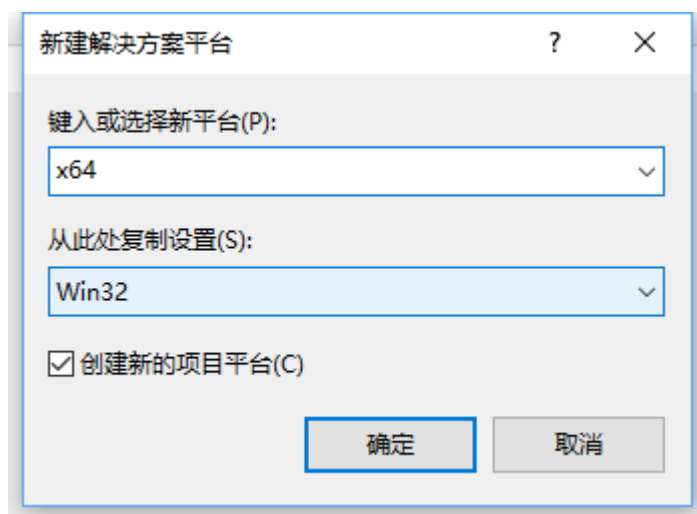 新建解决方案平台
?
键入或选择新平台(P):
x64
从此处复制设置(S):
Win32
创建新的项目平台(C)
确定
取消